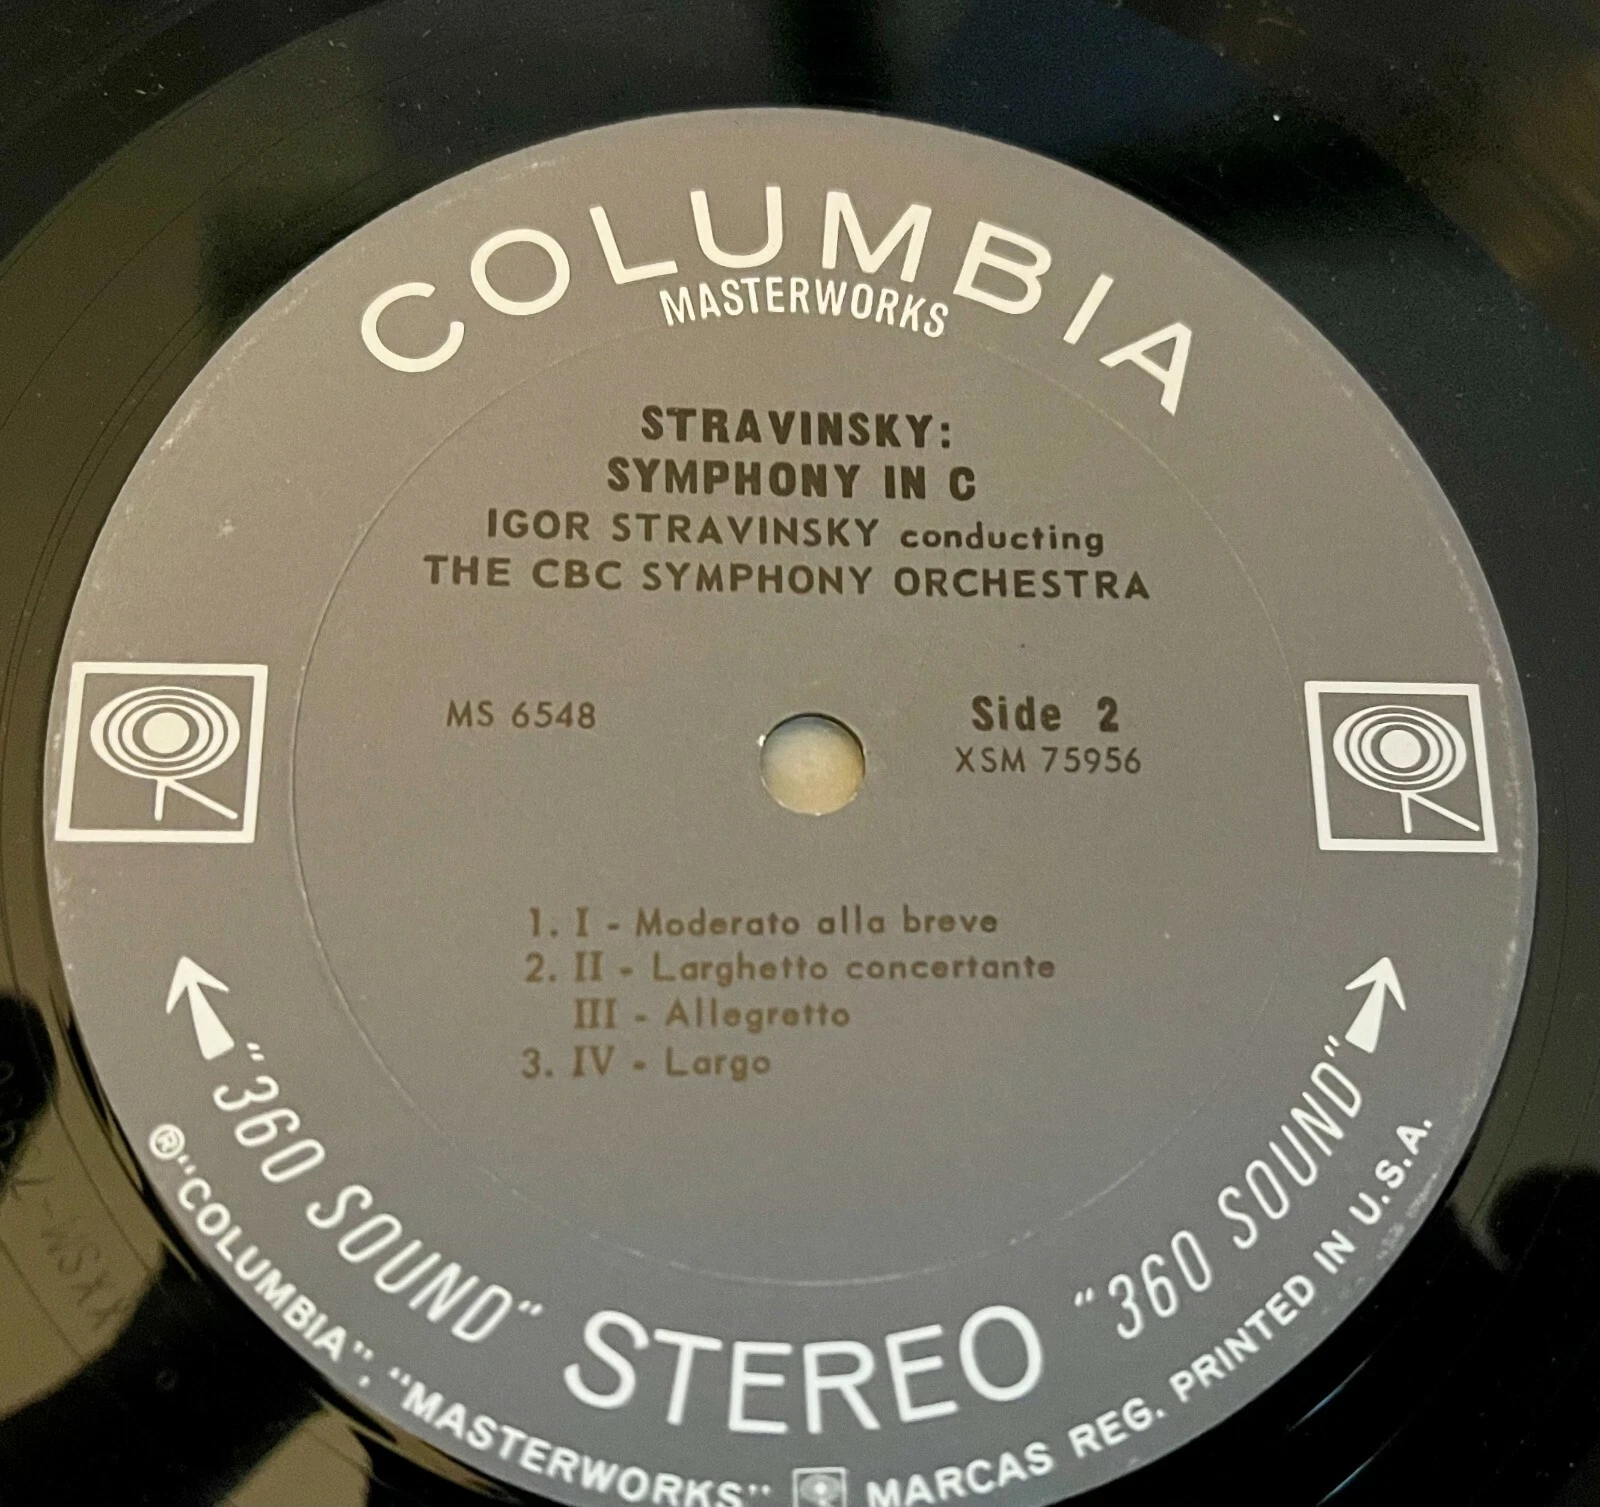 COLUMBIA
MASTERWORKS
STRAVINSKY:
SYMPHONY IN C
IGOR STRAVINSKY conducting
THE CBC SYMPHONY ORCHESTRA
MS 6548
Side 2
XSM 75956
1. I - Moderato alla breve
2. II - Larghetto concertante
III - Allegretto
3. IV - Largo
"360 SOUND" STEREO "360 SOUND"
®"COLUMBIA", "MASTERWORKS" MARCAS REG. PRINTED IN U.S.A.